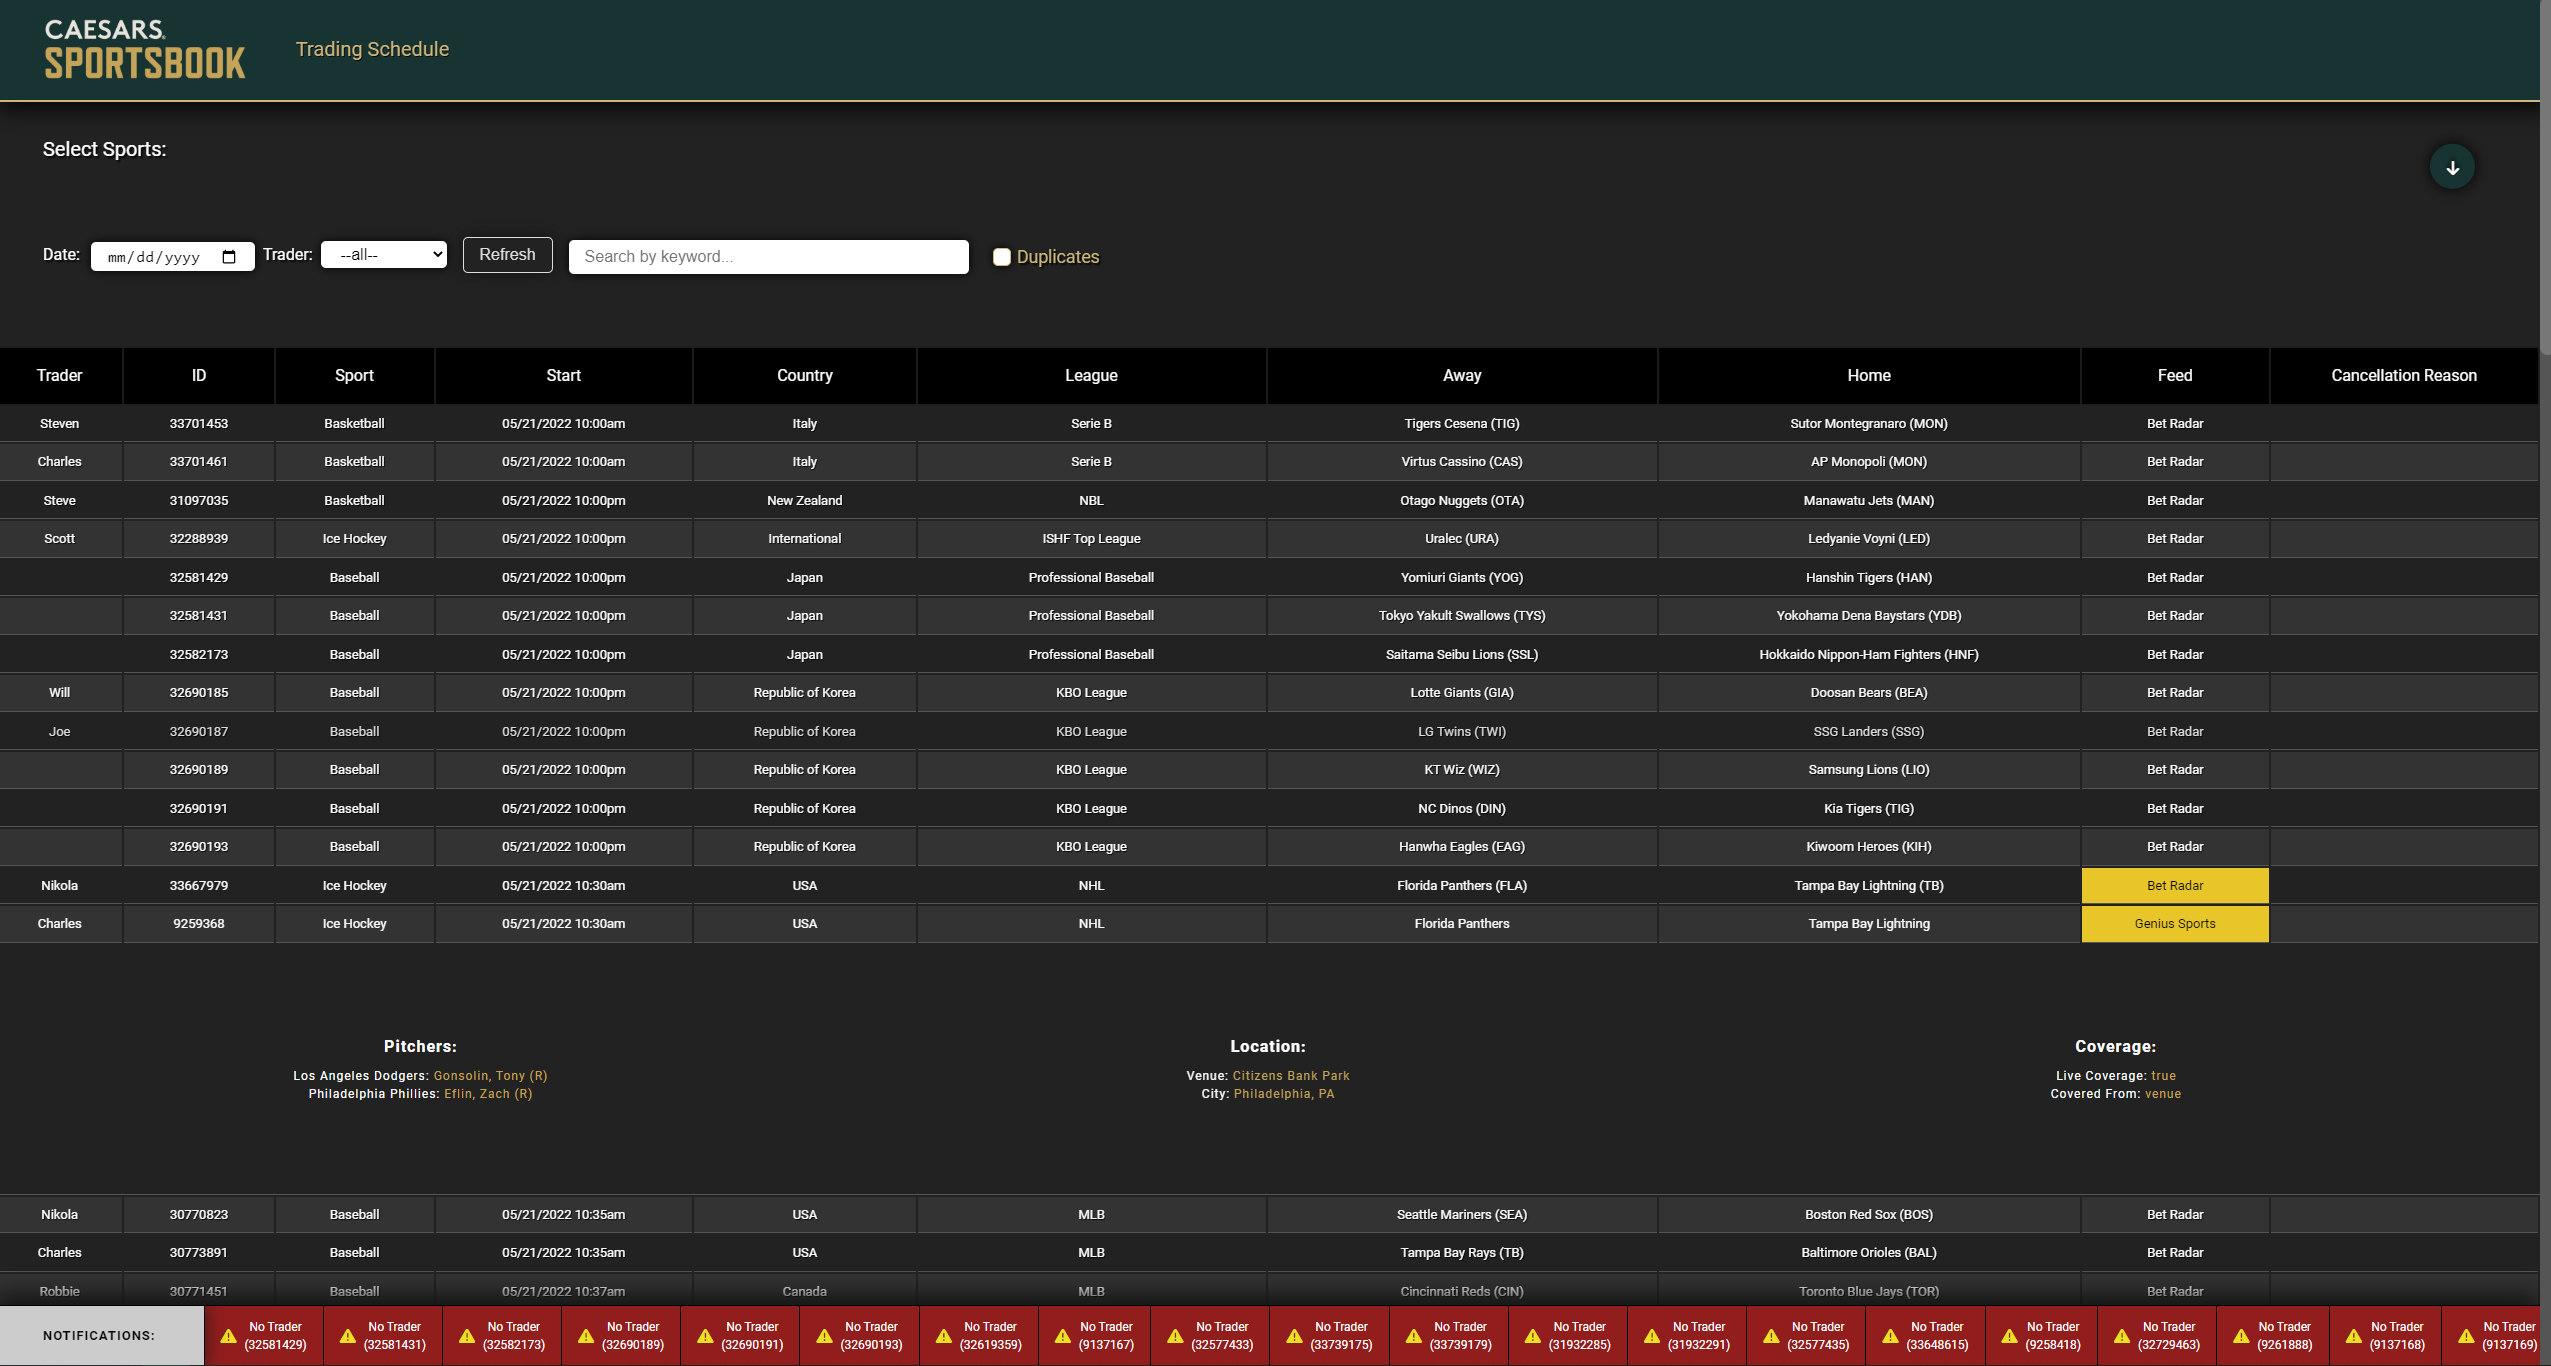 CAESARS
SPORTSBOOK
Trading Schedule
Select Sports:
Date: mm/dd/yyyy Trader: --all-- Refresh Search by keyword... Duplicates
Trader ID Sport Start Country League Away Home Feed Cancellation Reason
Steven 33701453 Basketball 05/21/2022 10:00am Italy Serie B Tigers Cesena (TIG) Sutor Montegranaro (MON) Bet Radar
Charles 33701461 Basketball 05/21/2022 10:00am Italy Serie B Virtus Cassino (CAS) AP Monopoli (MON) Bet Radar
Steve 31097035 Basketball 05/21/2022 10:00pm New Zealand NBL Otago Nuggets (OTA) Manawatu Jets (MAN) Bet Radar
Scott 32288939 Ice Hockey 05/21/2022 10:00pm International ISHF Top League Uralec (URA) Ledyanie Voyni (LED) Bet Radar
32581429 Baseball 05/21/2022 10:00pm Japan Professional Baseball Yomiuri Giants (YOG) Hanshin Tigers (HAN) Bet Radar
32581431 Baseball 05/21/2022 10:00pm Japan Professional Baseball Tokyo Yakult Swallows (TYS) Yokohama Dena Baystars (YDB) Bet Radar
32582173 Baseball 05/21/2022 10:00pm Japan Professional Baseball Saitama Seibu Lions (SSL) Hokkaido Nippon-Ham Fighters (HNF) Bet Radar
Will 32690185 Baseball 05/21/2022 10:00pm Republic of Korea KBO League Lotte Giants (GIA) Doosan Bears (BEA) Bet Radar
Joe 32690187 Baseball 05/21/2022 10:00pm Republic of Korea KBO League LG Twins (TWI) SSG Landers (SSG) Bet Radar
32690189 Baseball 05/21/2022 10:00pm Republic of Korea KBO League KT Wiz (WIZ) Samsung Lions (LIO) Bet Radar
32690191 Baseball 05/21/2022 10:00pm Republic of Korea KBO League NC Dinos (DIN) Kia Tigers (TIG) Bet Radar
32690193 Baseball 05/21/2022 10:00pm Republic of Korea KBO League Hanwha Eagles (EAG) Kiwoom Heroes (KIH) Bet Radar
Nikola 33667979 Ice Hockey 05/21/2022 10:30am USA NHL Florida Panthers (FLA) Tampa Bay Lightning (TB) Bet Radar
Charles 9259368 Ice Hockey 05/21/2022 10:30am USA NHL Florida Panthers Tampa Bay Lightning Genius Sports
Pitchers: Location: Coverage:
Los Angeles Dodgers: Gonsolin, Tony (R) Venue: Citizens Bank Park Live Coverage: true
Philadelphia Phillies: Eflin, Zach (R) City: Philadelphia, PA Covered From: venue
Nikola 30770823 Baseball 05/21/2022 10:35am USA MLB Seattle Mariners (SEA) Boston Red Sox (BOS) Bet Radar
Charles 30773891 Baseball 05/21/2022 10:35am USA MLB Tampa Bay Rays (TB) Baltimore Orioles (BAL) Bet Radar
Robbie 30771451 Baseball 05/21/2022 10:37am Canada MLB Cincinnati Reds (CIN) Toronto Blue Jays (TOR) Bet Radar
NOTIFICATIONS:
No Trader No Trader No Trader No Trader No Trader No Trader No Trader No Trader No Trader No Trader No Trader No Trader No Trader No Trader No Trader No Trader No Trader No Trader No Trader No Trader
(32581429) (32581431) (32582173) (32690189) (32690191) (32690193) (32619359) (9137167) (32577433) (33739175) (33739179) (31932285) (31932291) (32577435) (33648615) (9258418) (32729463) (9261888) (9137168) (9137169)